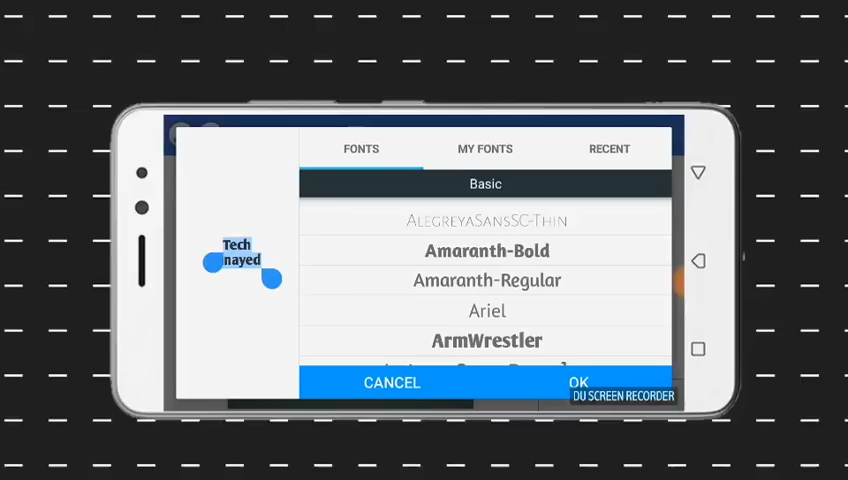 FONTS MY FONTS RECENT
Basic
AlegreyaSansSC-Thin
Amaranth-Bold
Amaranth-Regular
Ariel
ArmWrestler
Tech
nayed
CANCEL OK
DU SCREEN RECORDER